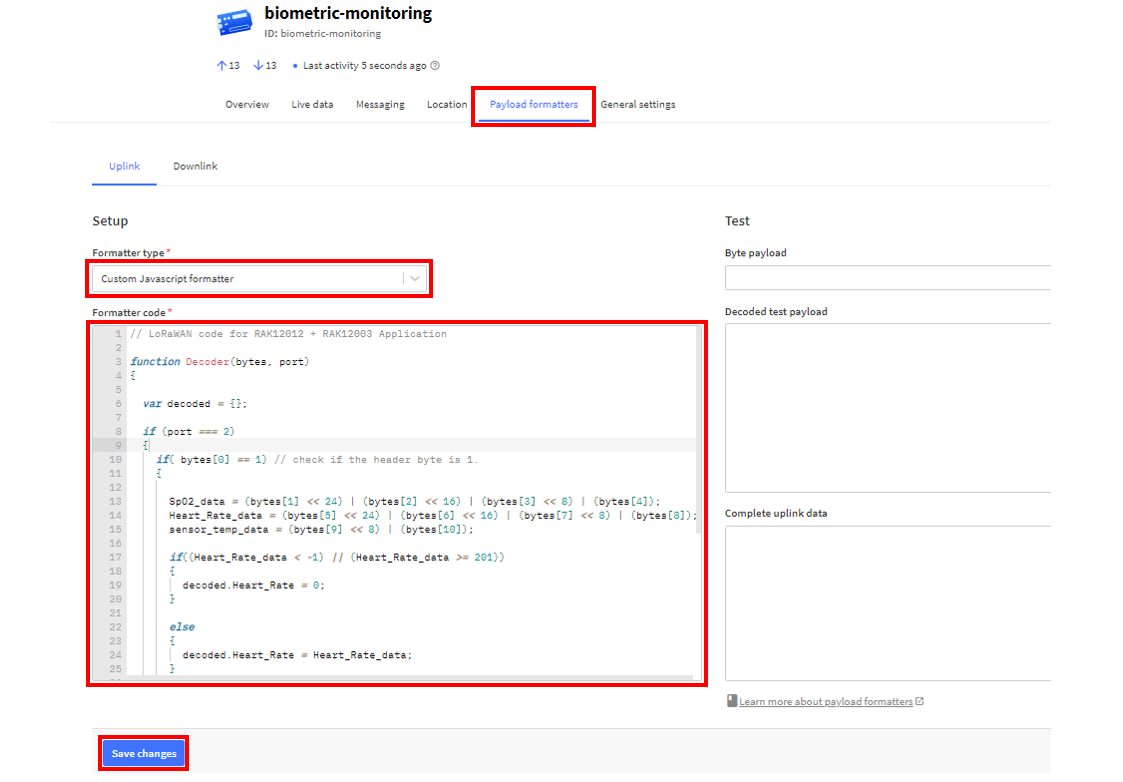 biometric-monitoring
ID: biometric-monitoring
13 13 • Last activity 5 seconds ago
Overview Live data Messaging Location Payload formatters General settings
Uplink Downlink
Setup
Formatter type*
Custom Javascript formatter
Formatter code*
1 // LoRaWAN code for RAK12012 + RAK12003 Application
2
3 function Decoder(bytes, port)
4 {
5
6 var decoded = {};
7
8 if (port === 2)
9 {
10 if( bytes[0] == 1) // check if the header byte is 1.
11 {
12
13 SpO2_data = (bytes[1] << 24) | (bytes[2] << 16) | (bytes[3] << 8) | (bytes[4]);
14 Heart_Rate_data = (bytes[5] << 24) | (bytes[6] << 16) | (bytes[7] << 8) | (bytes[8]);
15 sensor_temp_data = (bytes[9] << 8) | (bytes[10]);
16
17 if((Heart_Rate_data < -1) || (Heart_Rate_data >= 201))
18 {
19 decoded.Heart_Rate = 0;
20 }
21
22 else
23 {
24 decoded.Heart_Rate = Heart_Rate_data;
25 }
Test
Byte payload
Decoded test payload
Complete uplink data
Learn more about payload formatters
Save changes